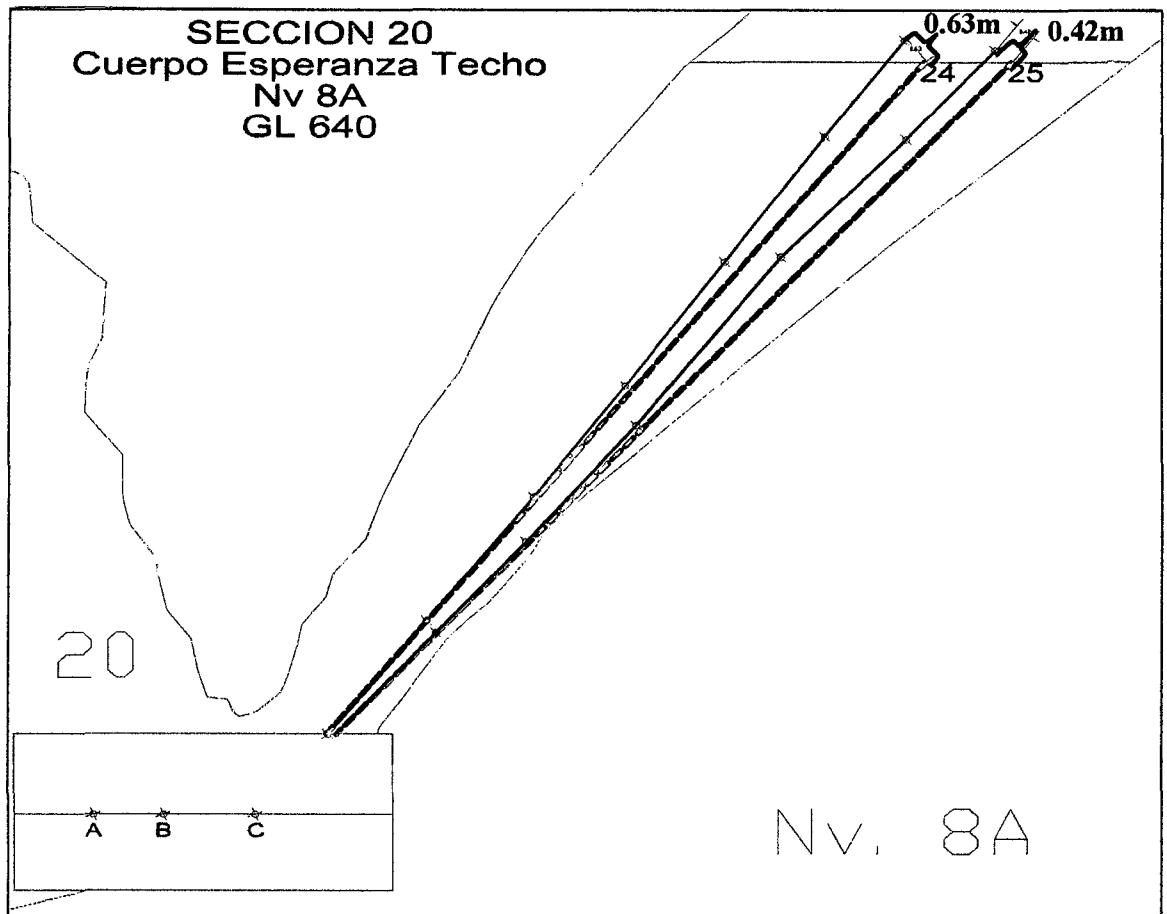 SECCION 20
Cuerpo Esperanza Techo
Nv 8A
GL 640
0.63m
0.42m
24
25
20
A
B
C
Nv. 8A